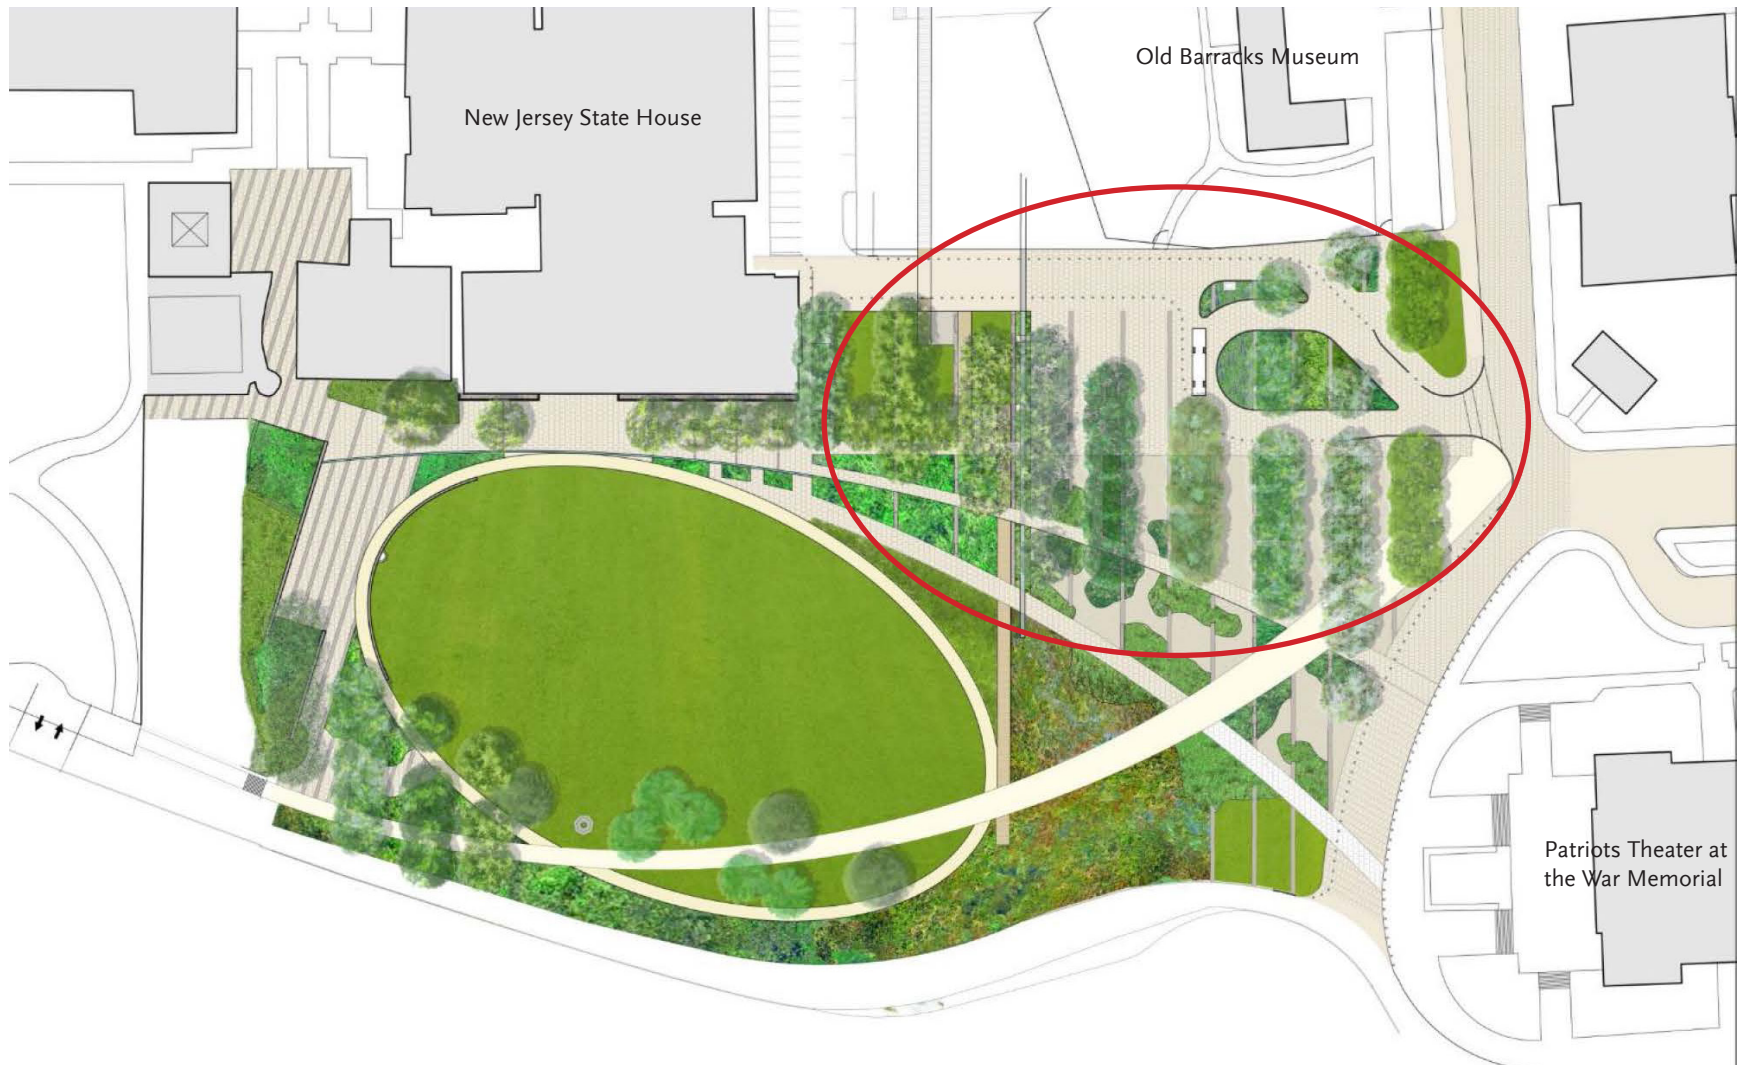 Old Barracks Museum
New Jersey State House
Patriots Theater at
the War Memorial